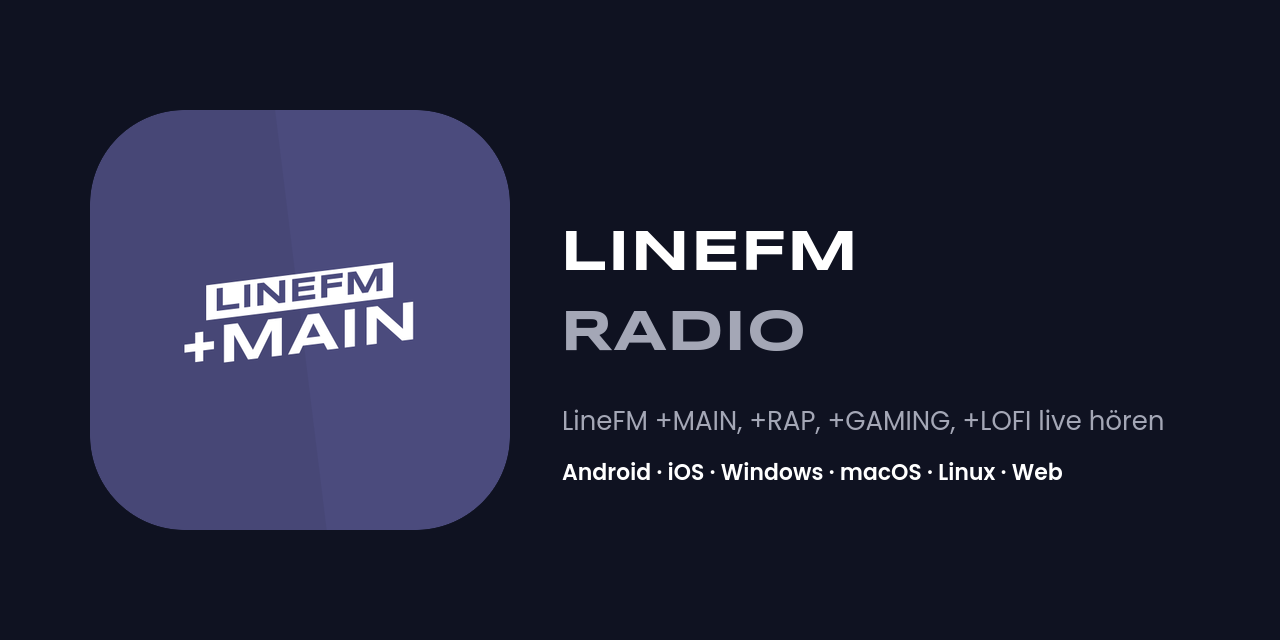 LINEFM
+MAIN
LINEFM
RADIO
LineFM +MAIN, +RAP, +GAMING, +LOFI live hören
Android · iOS · Windows · macOS · Linux · Web